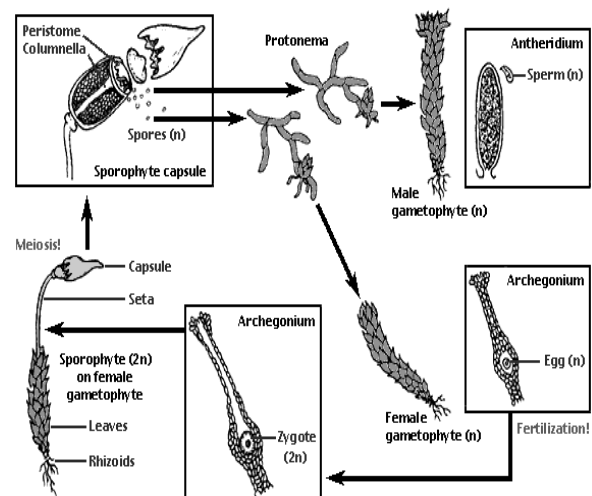 Peristome
Columnella
Spores (n)
Sporophyte capsule
Protonema
Antheridium
Sperm (n)
Male
gametophyte (n)
Meiosis!
Capsule
Seta
Sporophyte (2n)
on female
gametophyte
Leaves
Rhizoids
Archegonium
Zygote
(2n)
Female
gametophyte (n)
Archegonium
Egg (n)
Fertilization!